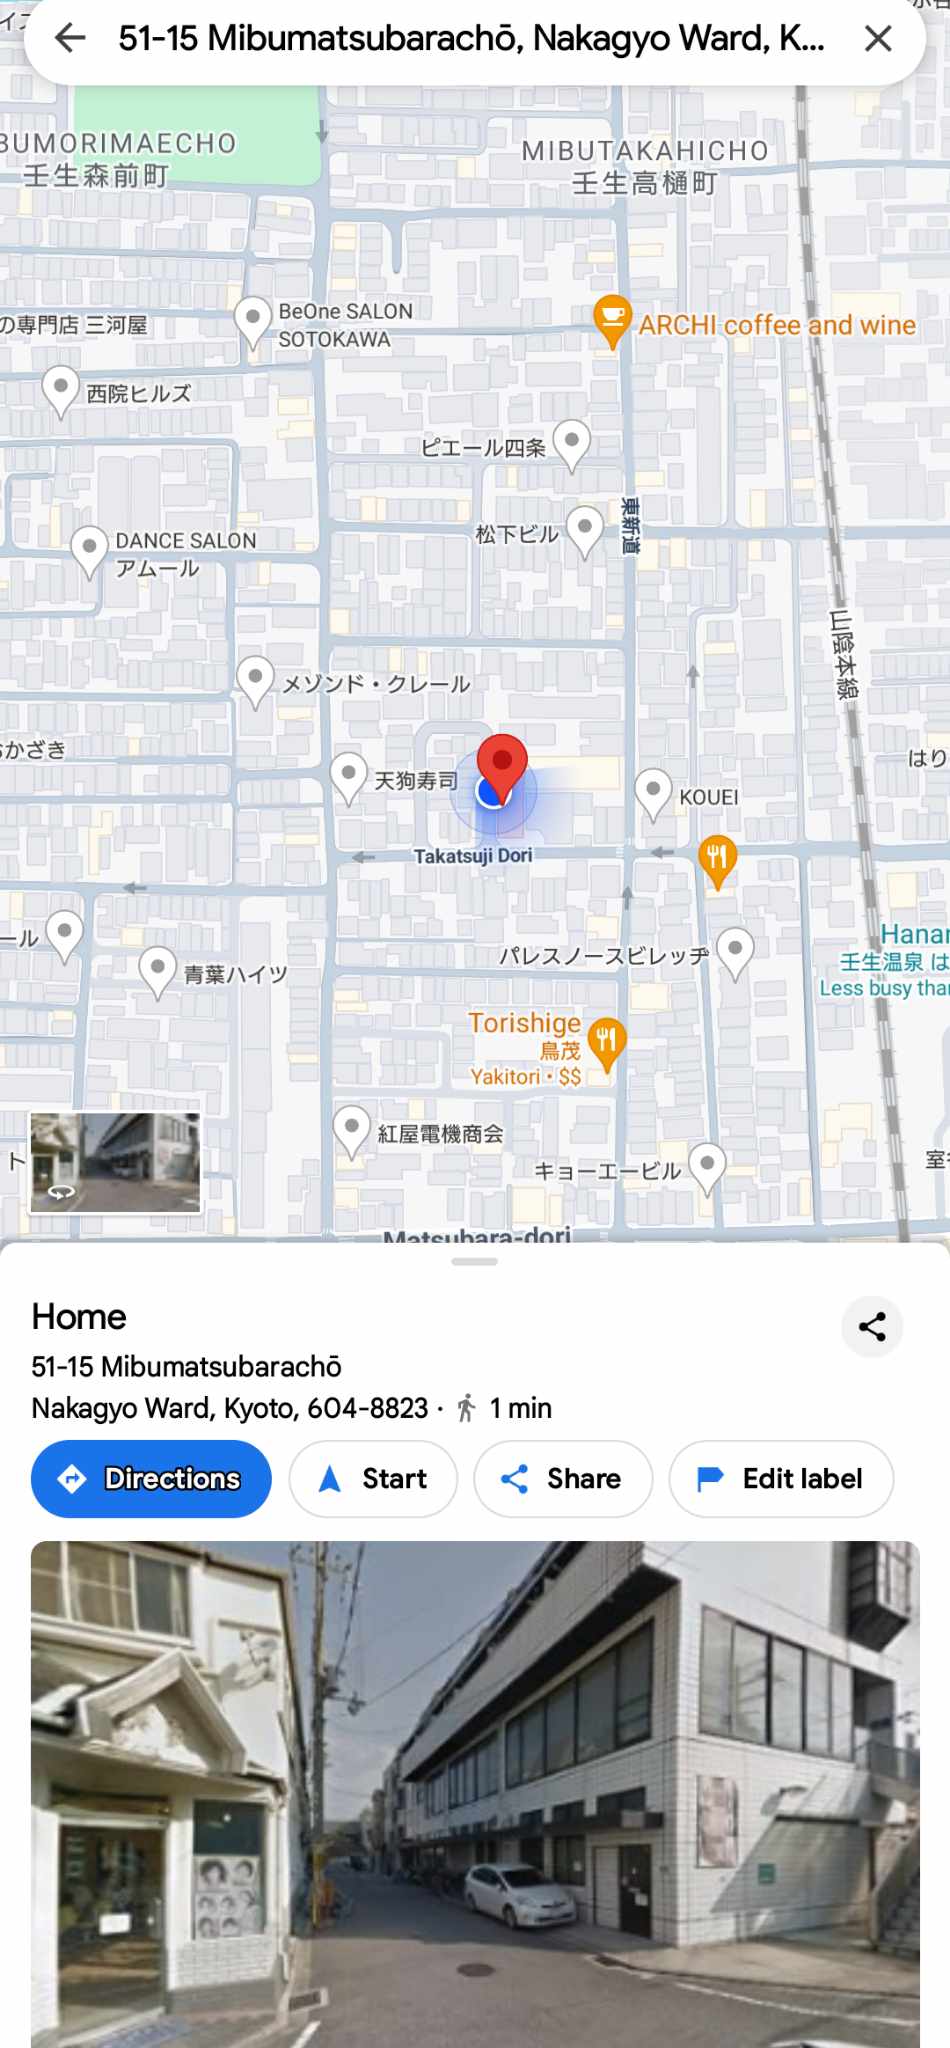 51-15 Mibumatsubarachō, Nakagyo Ward, K...
BUMORIMAECHO
壬生森前町
MIBUTAKAHICHO
壬生高樋町
の専門店 三河屋
BeOne SALON
SOTOKAWA
ARCHI coffee and wine
西院ヒルズ
ピエール四条
東新道
松下ビル
DANCE SALON
アムール
山陰本線
メゾンド・クレール
おかざき
天狗寿司
はり
KOUEI
Takatsuji Dori
ール
パレスノースビレッヂ
Hanar
壬生温泉 は
Less busy than
青葉ハイツ
Torishige
鳥茂
Yakitori・$$
紅屋電機商会
ト
キョーエービル
Matsubara-dori
Home
51-15 Mibumatsubarachō
Nakagyo Ward, Kyoto, 604-8823 · 1 min
Directions
Start
Share
Edit label